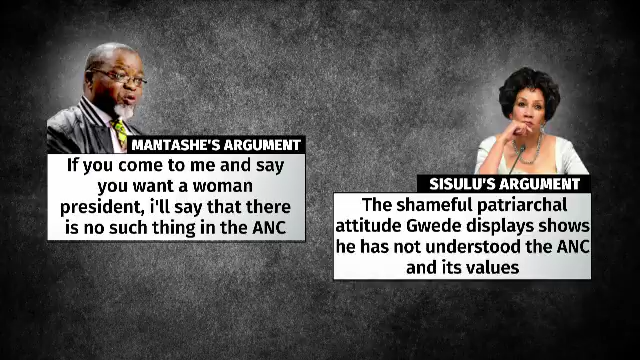 MANTASHE'S ARGUMENT
If you come to me and say
you want a woman
president, i'll say that there
is no such thing in the ANC
SISULU'S ARGUMENT
The shameful patriarchal
attitude Gwede displays shows
he has not understood the ANC
and its values